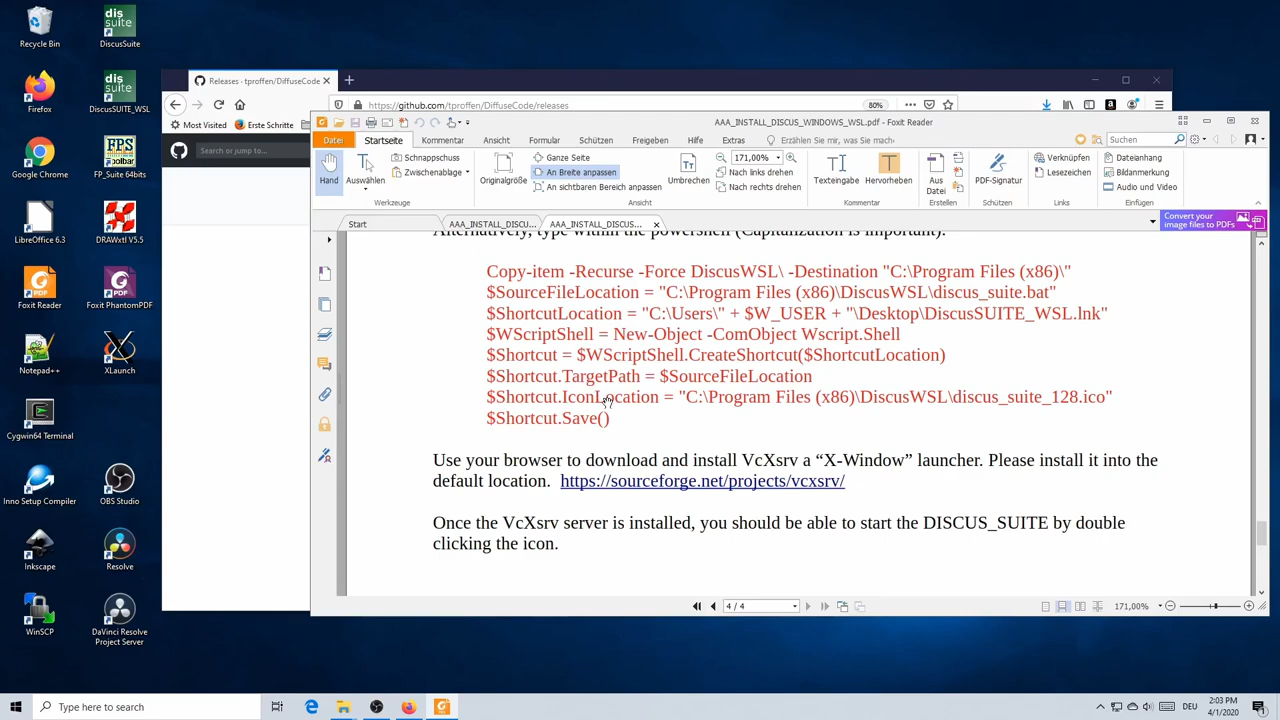 Recycle Bin
dis
suite
DiscusSuite
Firefox
dis
suite
DiscusSUITE_WSL
Google Chrome
FPS
FP_Suite 64bits
LibreOffice 6.3
DRAWxtl V5.5
Foxit Reader
Foxit PhantomPDF
Notepad++
XLaunch
Cygwin64 Terminal
Inno Setup Compiler
OBS Studio
Inkscape
Resolve
WinSCP
DaVinci Resolve
Project Server
Releases · tproffen/DiffuseCode
https://github.com/tproffen/DiffuseCode/releases
80%
Most Visited
Erste Schritte
Search or jump to...
AAA_INSTALL_DISCUS_WINDOWS_WSL.pdf - Foxit Reader
Datei
Startseite
Kommentar
Ansicht
Formular
Schützen
Freigeben
Hilfe
Extras
Erzählen Sie mir, was
Suchen
Hand
Auswählen
Schnappschuss
Zwischenablage
Werkzeuge
Originalgröße
Ganze Seite
An Breite anpassen
An sichtbaren Bereich anpassen
Umbrechen
171,00%
Nach links drehen
Nach rechts drehen
Ansicht
Texteingabe
Hervorheben
Kommentar
Aus
Datei
Erstellen
PDF-Signatur
Schützen
Verknüpfen
Lesezeichen
Dateianhang
Bildanmerkung
Audio und Video
Einfügen
Start
AAA_INSTALL_DISCU...
AAA_INSTALL_DISCUS...
Convert your
image files to PDFs
Alternatively, type within the powershell (Capitalization is important):
Copy-item -Recurse -Force DiscusWSL\ -Destination "C:\Program Files (x86)\"
$SourceFileLocation = "C:\Program Files (x86)\DiscusWSL\discus_suite.bat"
$ShortcutLocation = "C:\Users\" + $W_USER + "\Desktop\DiscusSUITE_WSL.lnk"
$WScriptShell = New-Object -ComObject Wscript.Shell
$Shortcut = $WScriptShell.CreateShortcut($ShortcutLocation)
$Shortcut.TargetPath = $SourceFileLocation
$Shortcut.IconLocation = "C:\Program Files (x86)\DiscusWSL\discus_suite_128.ico"
$Shortcut.Save()
Use your browser to download and install VcXsrv a “X-Window” launcher. Please install it into the
default location. https://sourceforge.net/projects/vcxsrv/
Once the VcXsrv server is installed, you should be able to start the DISCUS_SUITE by double
clicking the icon.
4 / 4
171,00%
Type here to search
DEU
2:03 PM
4/1/2020